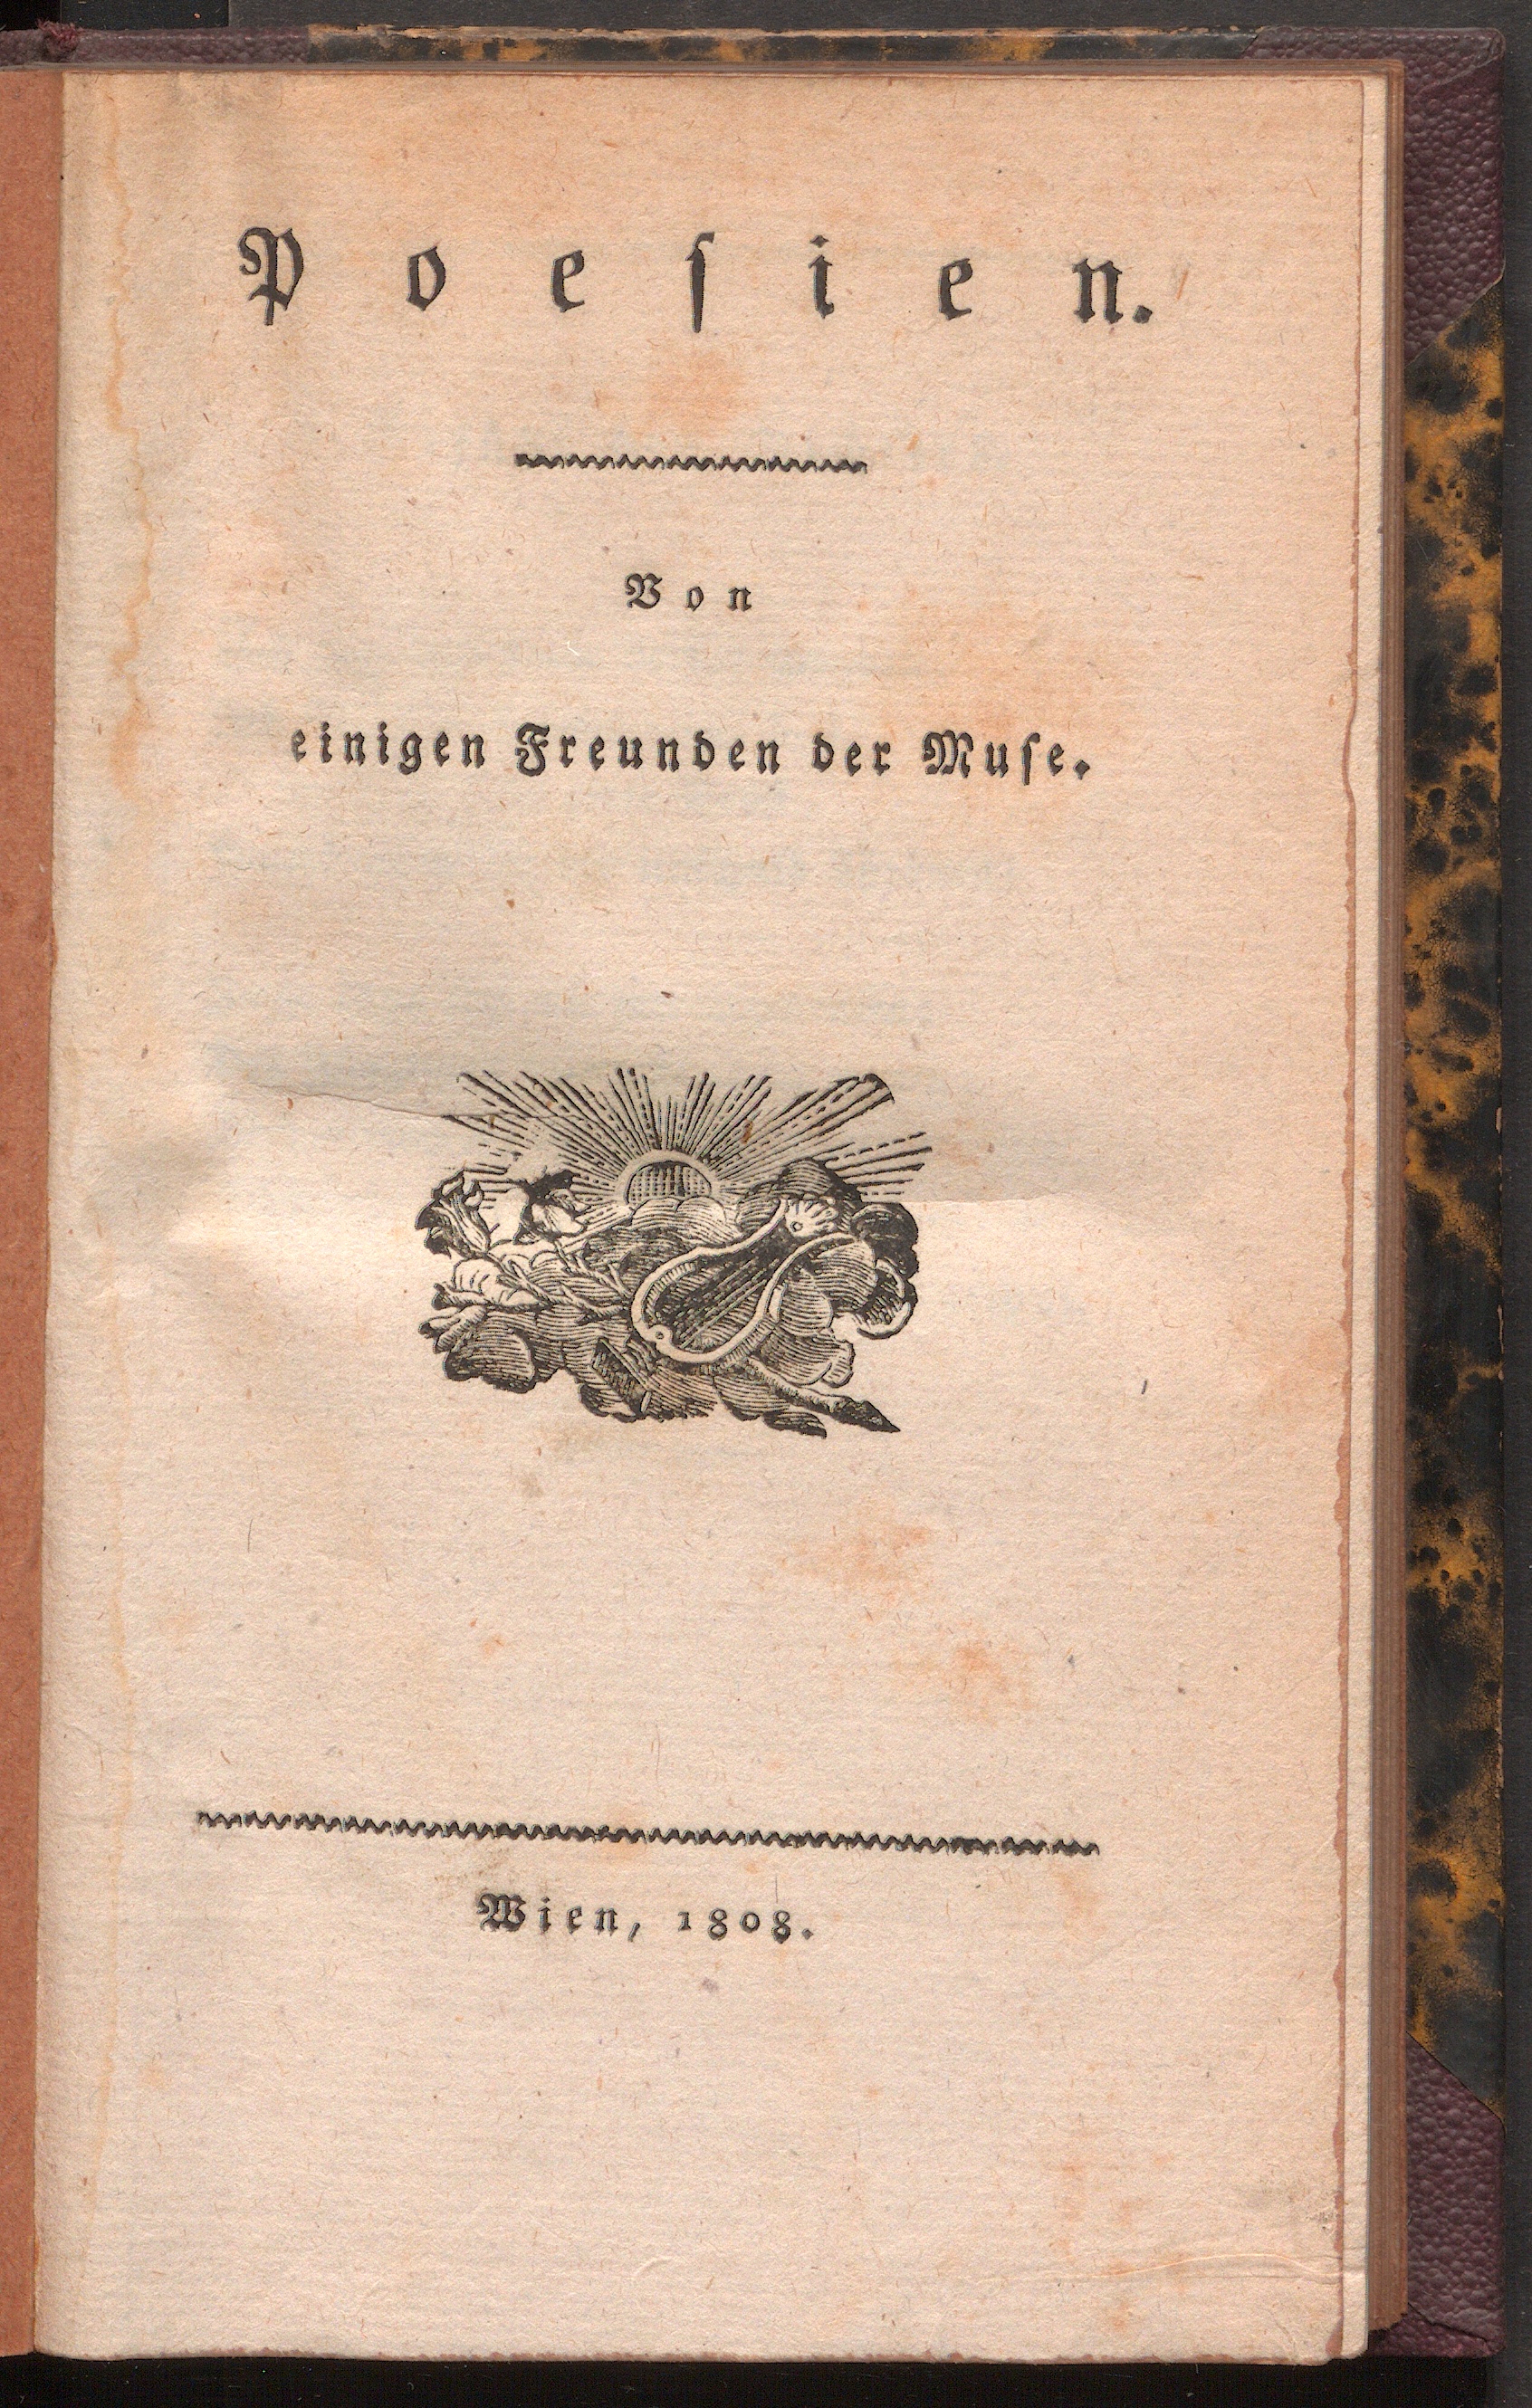 Poeſien.
Von
einigen Freunden der Muſe.
Wien, 1808.